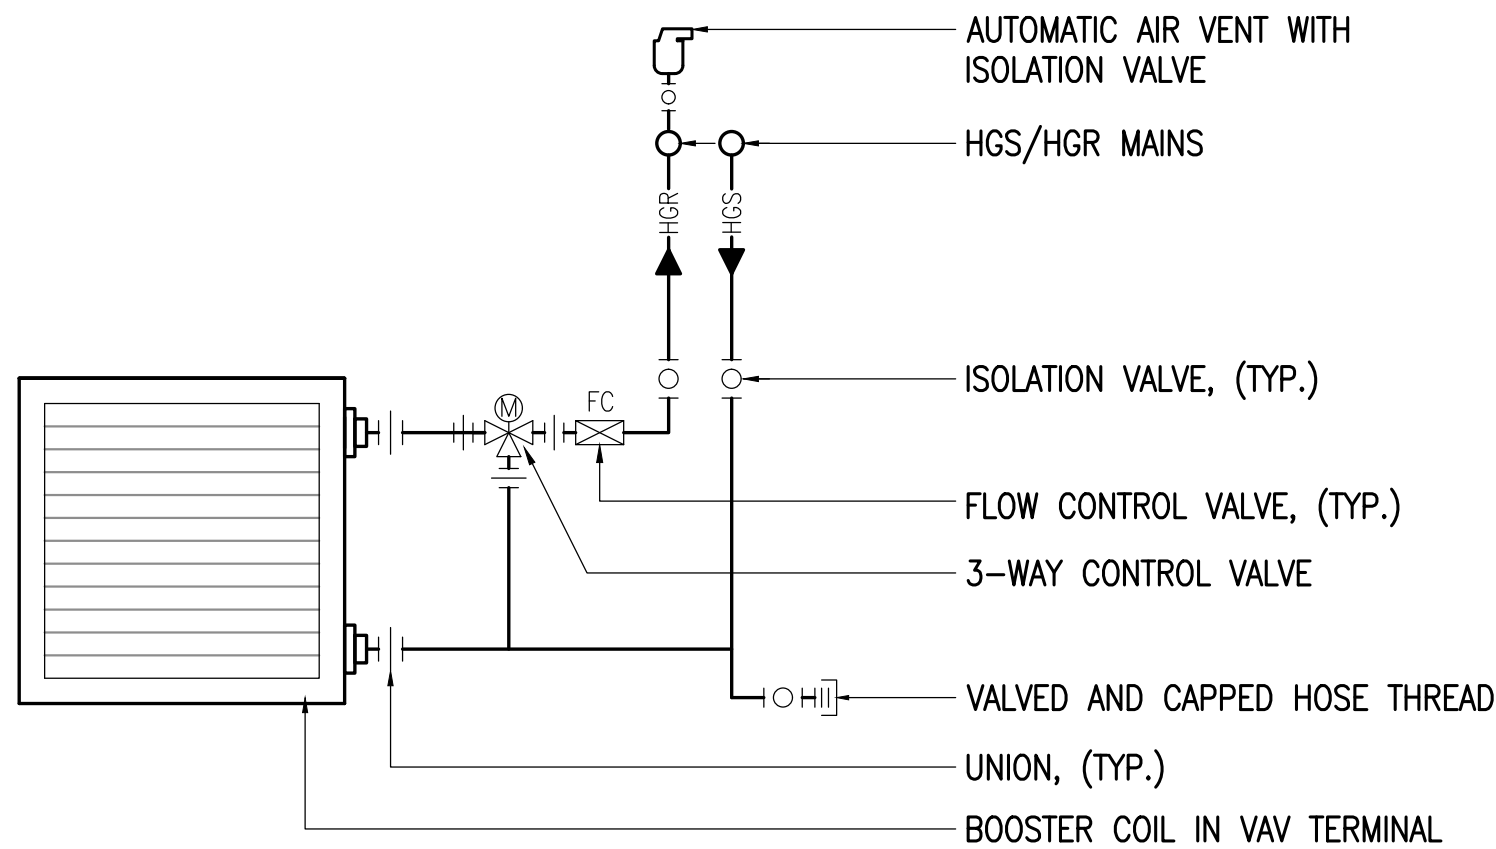 AUTOMATIC AIR VENT WITH
ISOLATION VALVE
HGS/HGR MAINS
HGR
HGS
ISOLATION VALVE, (TYP.)
M
FC
FLOW CONTROL VALVE, (TYP.)
3-WAY CONTROL VALVE
VALVED AND CAPPED HOSE THREAD
UNION, (TYP.)
BOOSTER COIL IN VAV TERMINAL